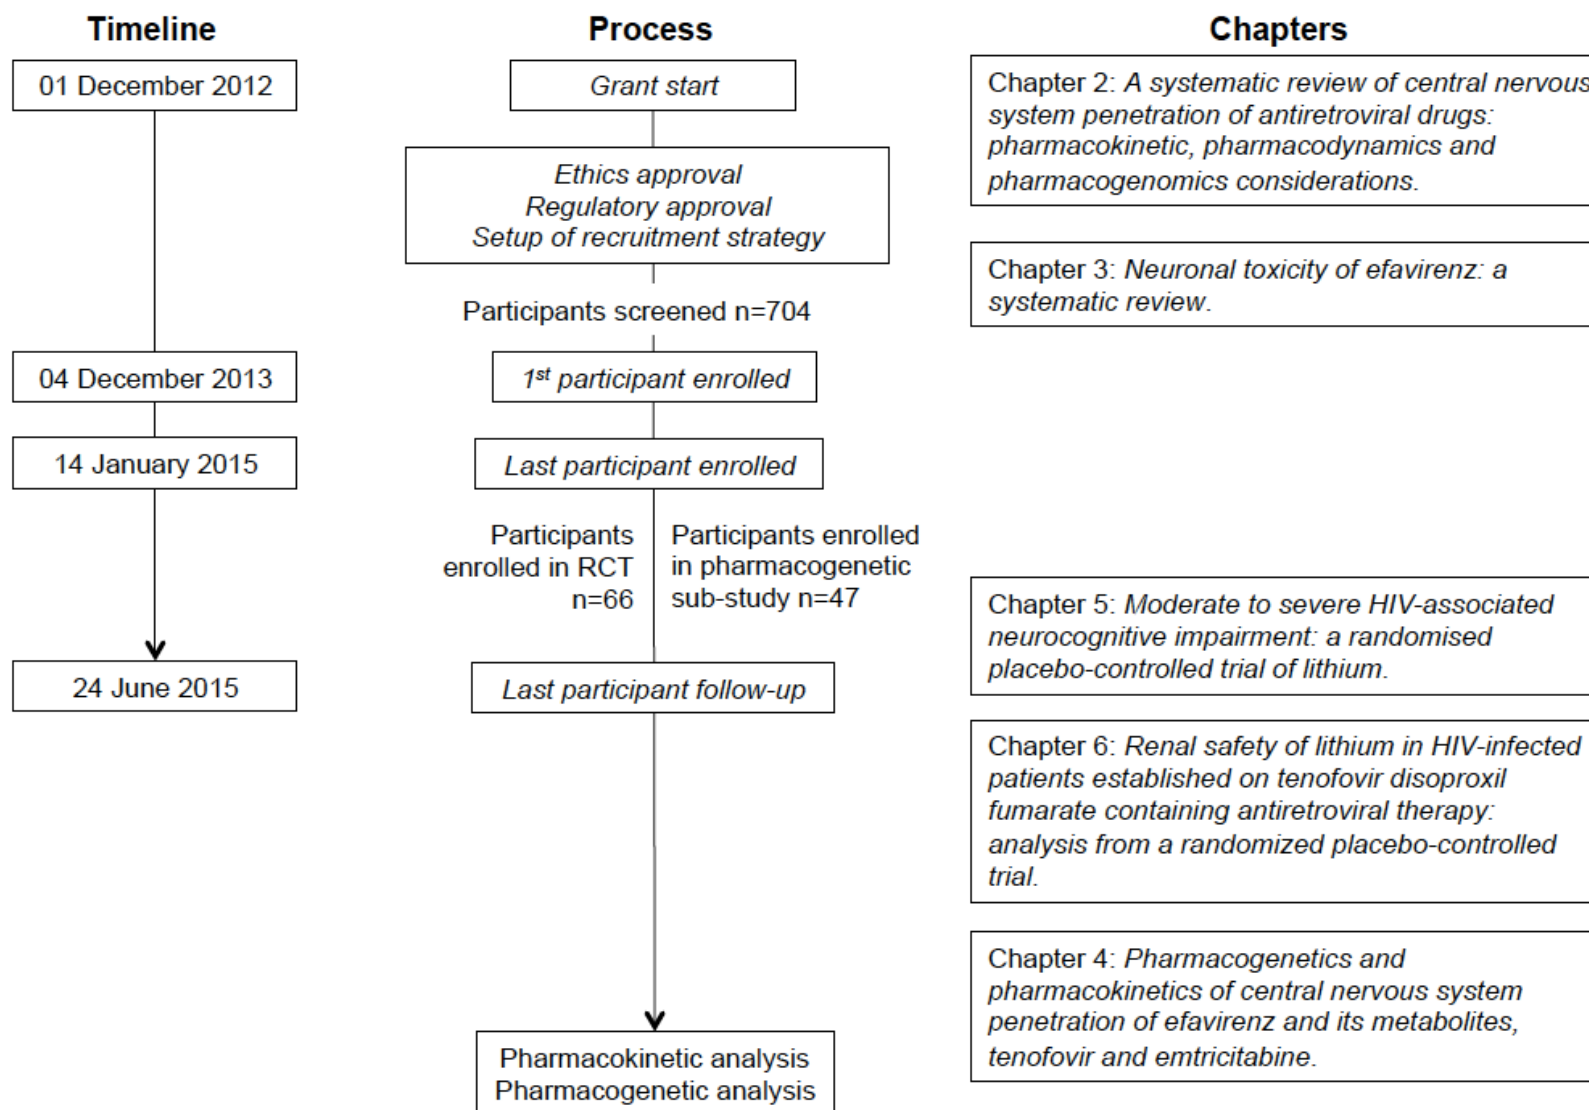 Timeline
01 December 2012
04 December 2013
14 January 2015
24 June 2015
Process
Grant start
Ethics approval
Regulatory approval
Setup of recruitment strategy
Participants screened n=704
1st participant enrolled
Last participant enrolled
Participants
enrolled in RCT
n=66
Participants enrolled
in pharmacogenetic
sub-study n=47
Last participant follow-up
Pharmacokinetic analysis
Pharmacogenetic analysis
Chapters
Chapter 2: A systematic review of central nervous
system penetration of antiretroviral drugs:
pharmacokinetic, pharmacodynamics and
pharmacogenomics considerations.
Chapter 3: Neuronal toxicity of efavirenz: a
systematic review.
Chapter 5: Moderate to severe HIV-associated
neurocognitive impairment: a randomised
placebo-controlled trial of lithium.
Chapter 6: Renal safety of lithium in HIV-infected
patients established on tenofovir disoproxil
fumarate containing antiretroviral therapy:
analysis from a randomized placebo-controlled
trial.
Chapter 4: Pharmacogenetics and
pharmacokinetics of central nervous system
penetration of efavirenz and its metabolites,
tenofovir and emtricitabine.